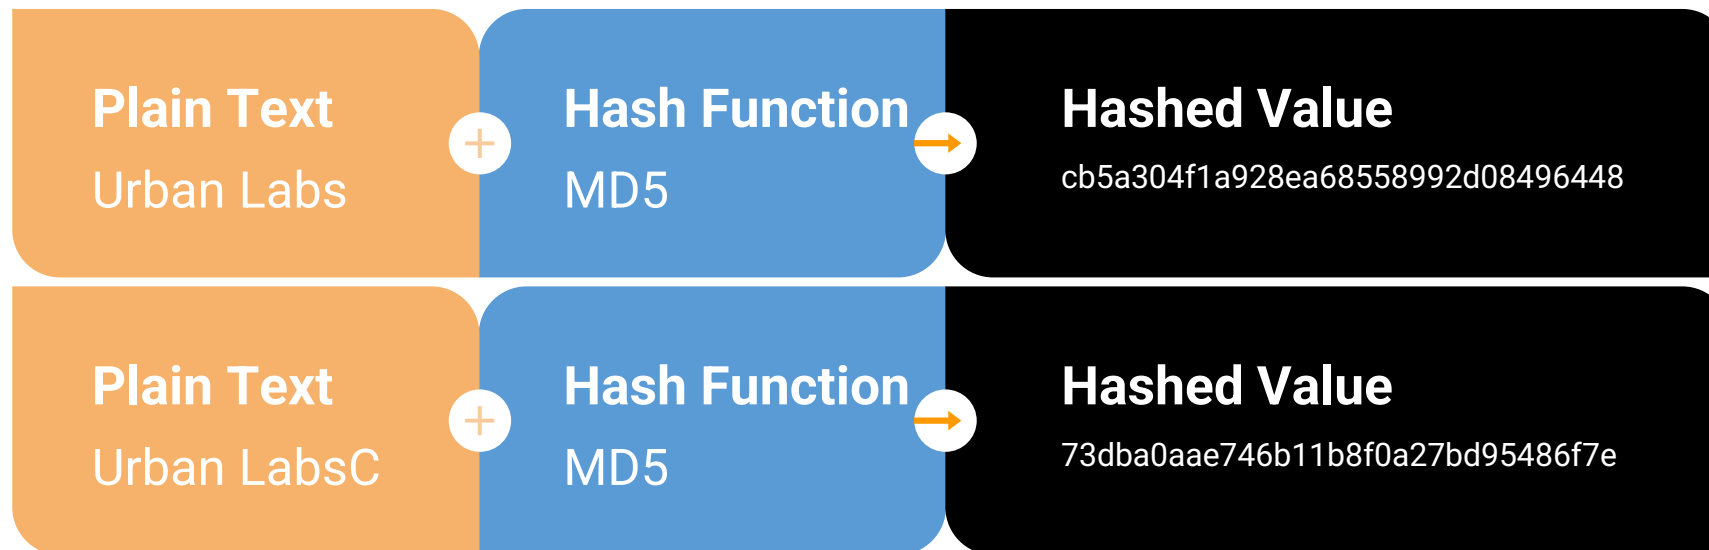 Plain Text
Urban Labs
Hash Function
MD5
Hashed Value
cb5a304f1a928ea68558992d08496448
Plain Text
Urban LabsC
Hash Function
MD5
Hashed Value
73dba0aae746b11b8f0a27bd95486f7e